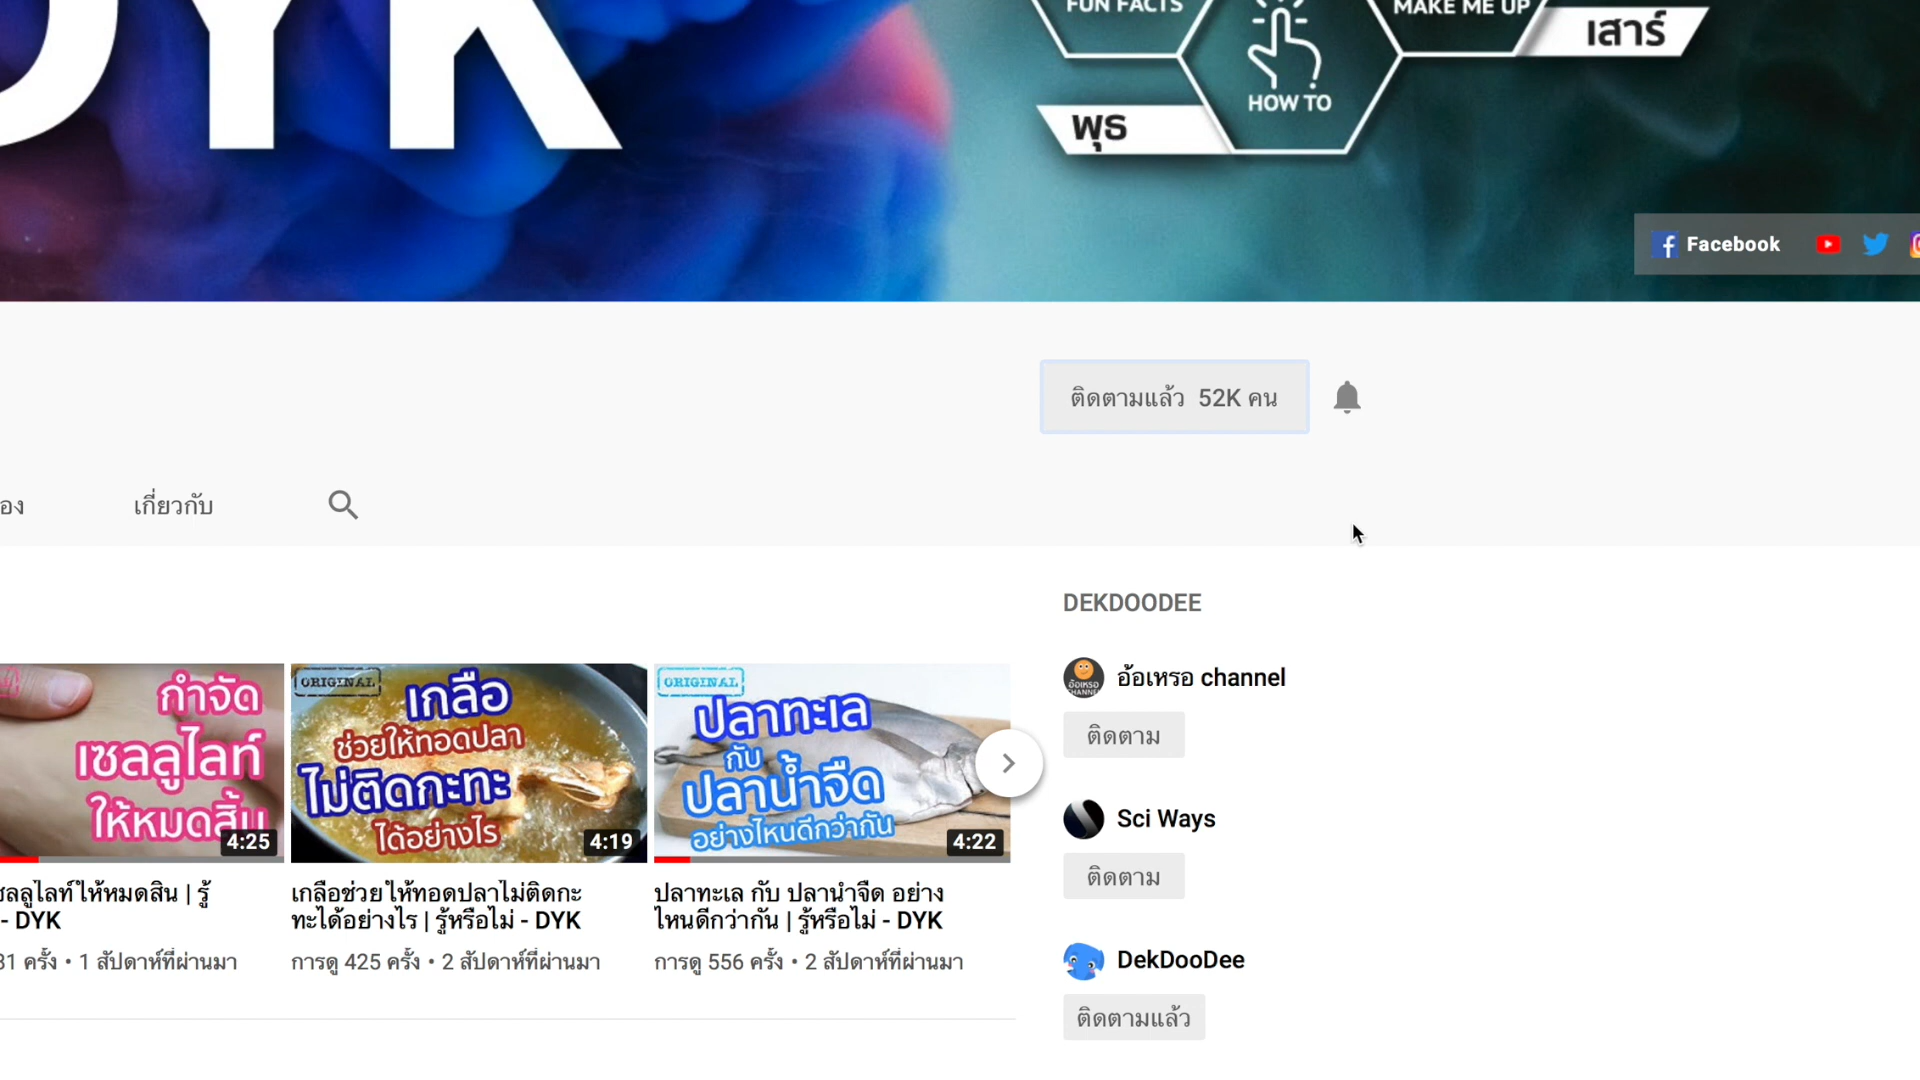 DYK
FUN FACTS
MAKE ME UP
เสาร์
HOW TO
พุธ
Facebook
ติดตามแล้ว 52K คน
เกี่ยวกับ
DEKDOODEE
อ้อเหรอ channel
ติดตาม
Sci Ways
ติดตาม
DekDooDee
ติดตามแล้ว
กำจัด
เซลลูไลท์
ให้หมดสิ้น
4:25
ORIGINAL
เกลือ
ช่วยให้ทอดปลา
ไม่ติดกะทะ
ได้อย่างไร
4:19
ORIGINAL
ปลาทะเล
กับ
ปลาน้ำจืด
อย่างไหนดีกว่ากัน
4:22
ซลลูไลท์ ให้หมดสิ้น | รู้
- DYK
31 ครั้ง • 1 สัปดาห์ที่ผ่านมา
เกลือช่วย ให้ทอดปลาไม่ติดกะ
ทะได้อย่างไร | รู้หรือไม่ - DYK
การดู 425 ครั้ง • 2 สัปดาห์ที่ผ่านมา
ปลาทะเล กับ ปลาน้ำจืด อย่าง
ไหนดีกว่ากัน | รู้หรือไม่ - DYK
การดู 556 ครั้ง • 2 สัปดาห์ที่ผ่านมา